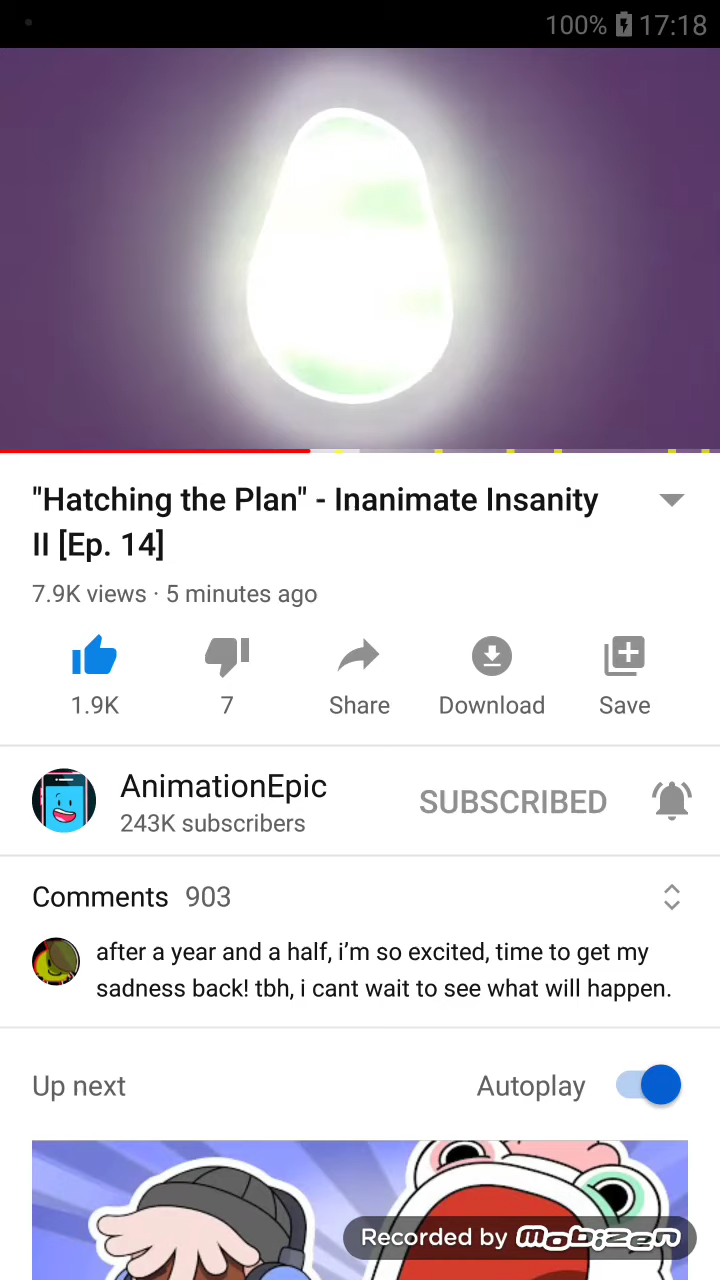 100% 17:18
"Hatching the Plan" - Inanimate Insanity
II [Ep. 14]
7.9K views · 5 minutes ago
1.9K 7 Share Download Save
AnimationEpic
243K subscribers
SUBSCRIBED
Comments 903
after a year and a half, i’m so excited, time to get my
sadness back! tbh, i cant wait to see what will happen.
Up next Autoplay
Recorded by Mobizen